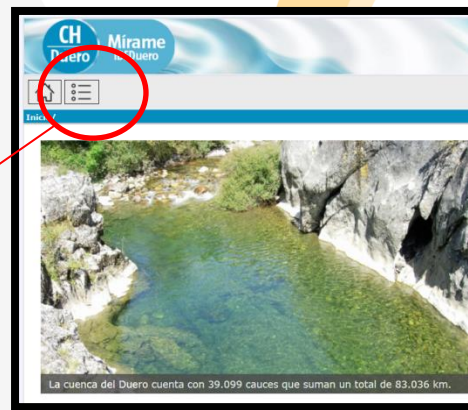 CH
Duero
Mírame
IDEDuero
Inicio/
La cuenca del Duero cuenta con 39.099 cauces que suman un total de 83.036 km.